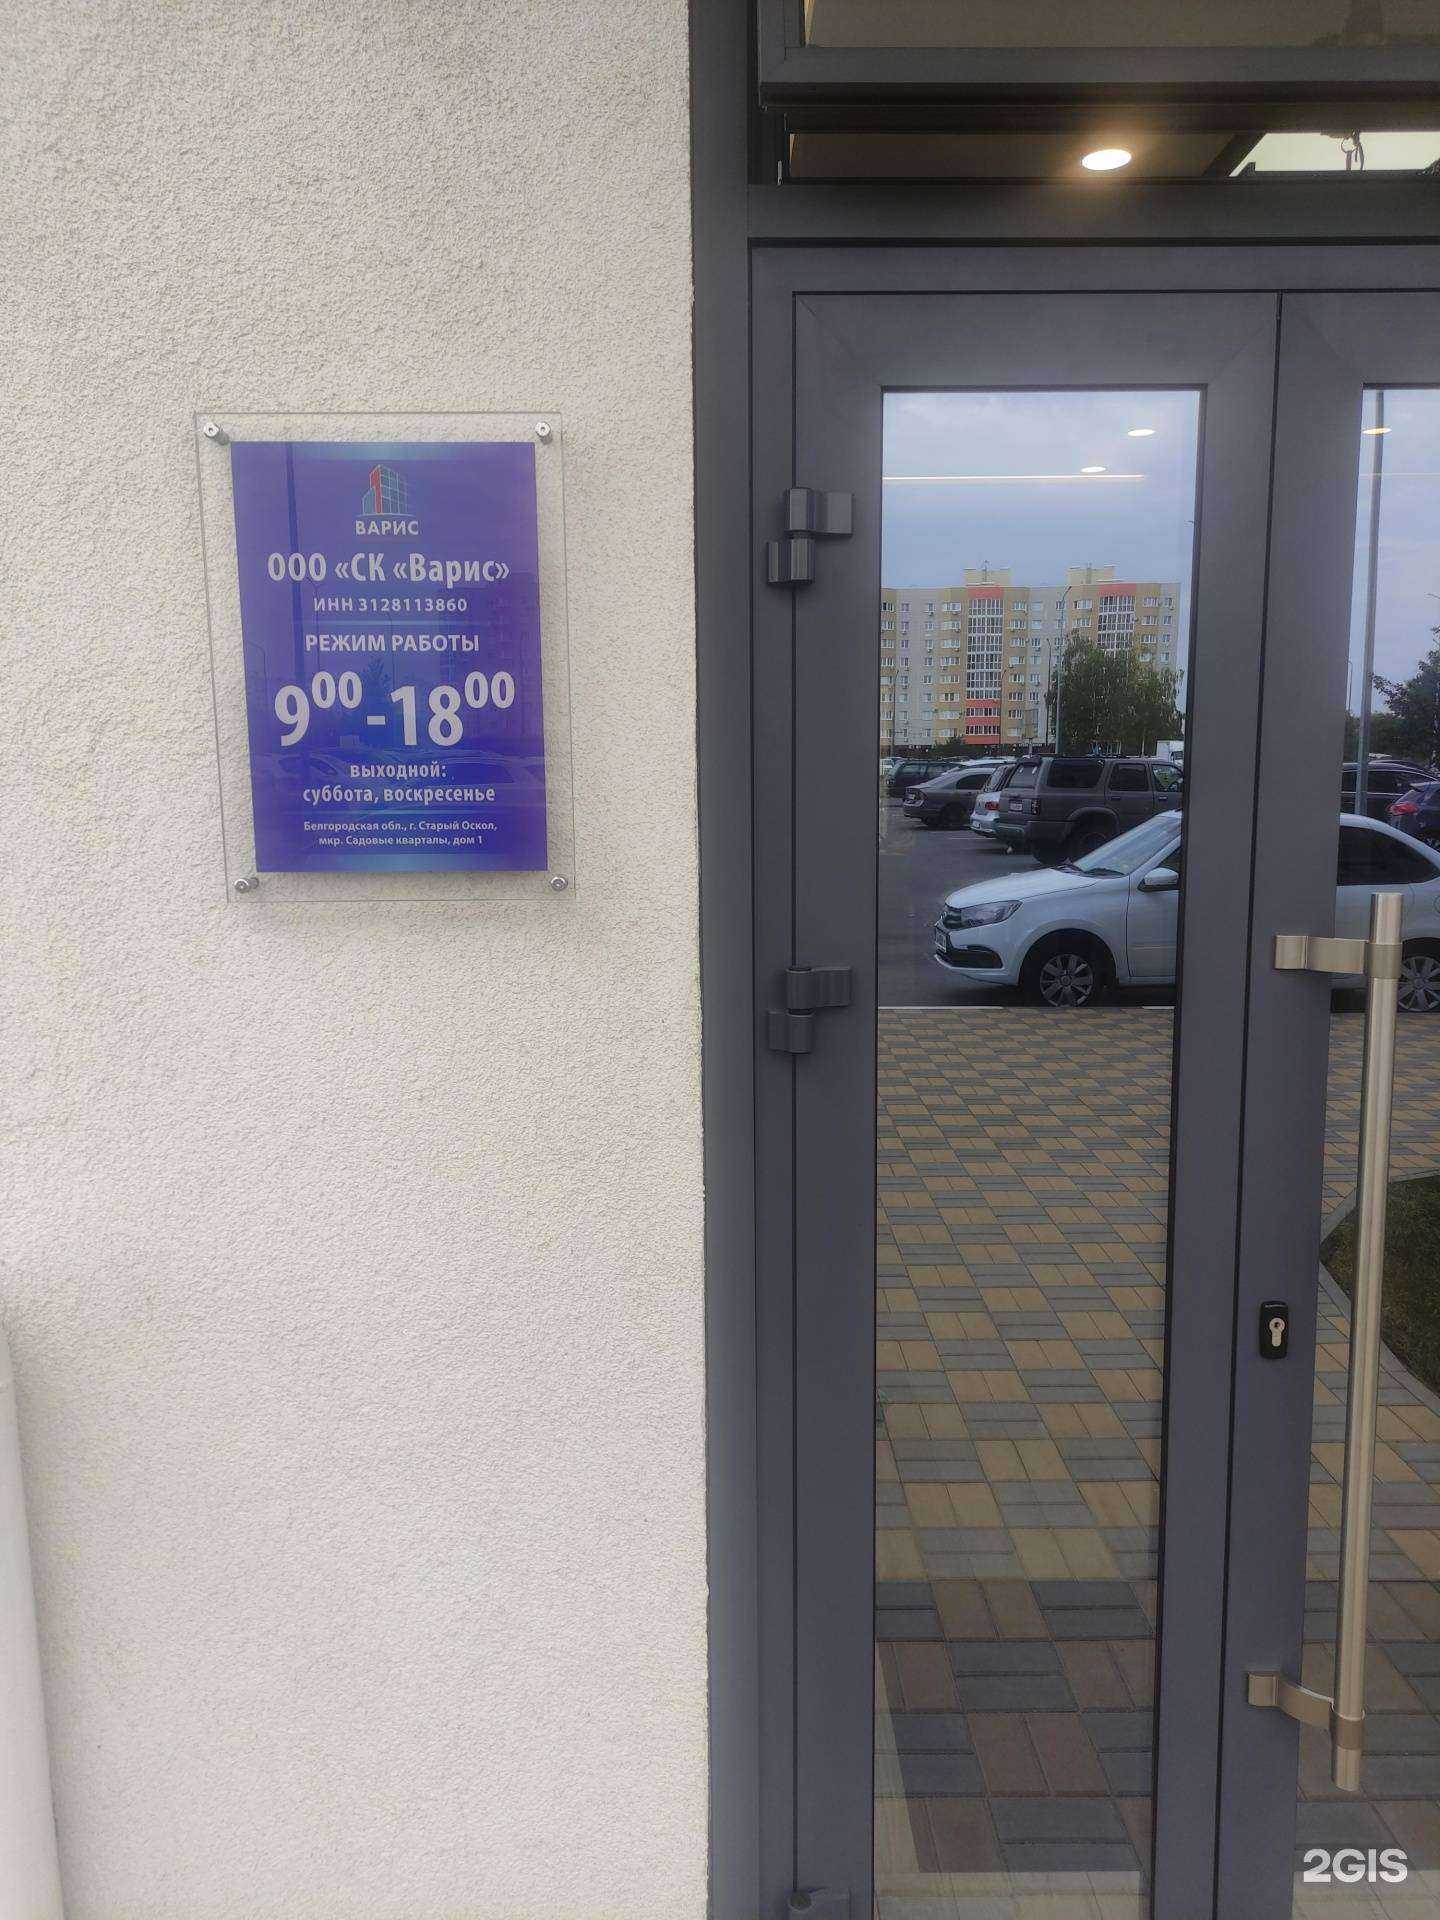 ВАРИС
ООО «СК «Варис»
ИНН 3128113860
РЕЖИМ РАБОТЫ
9⁰⁰-18⁰⁰
выходной:
суббота, воскресенье
Белгородская обл., г. Старый Оскол,
мкр. Садовые кварталы, дом 1
2GIS